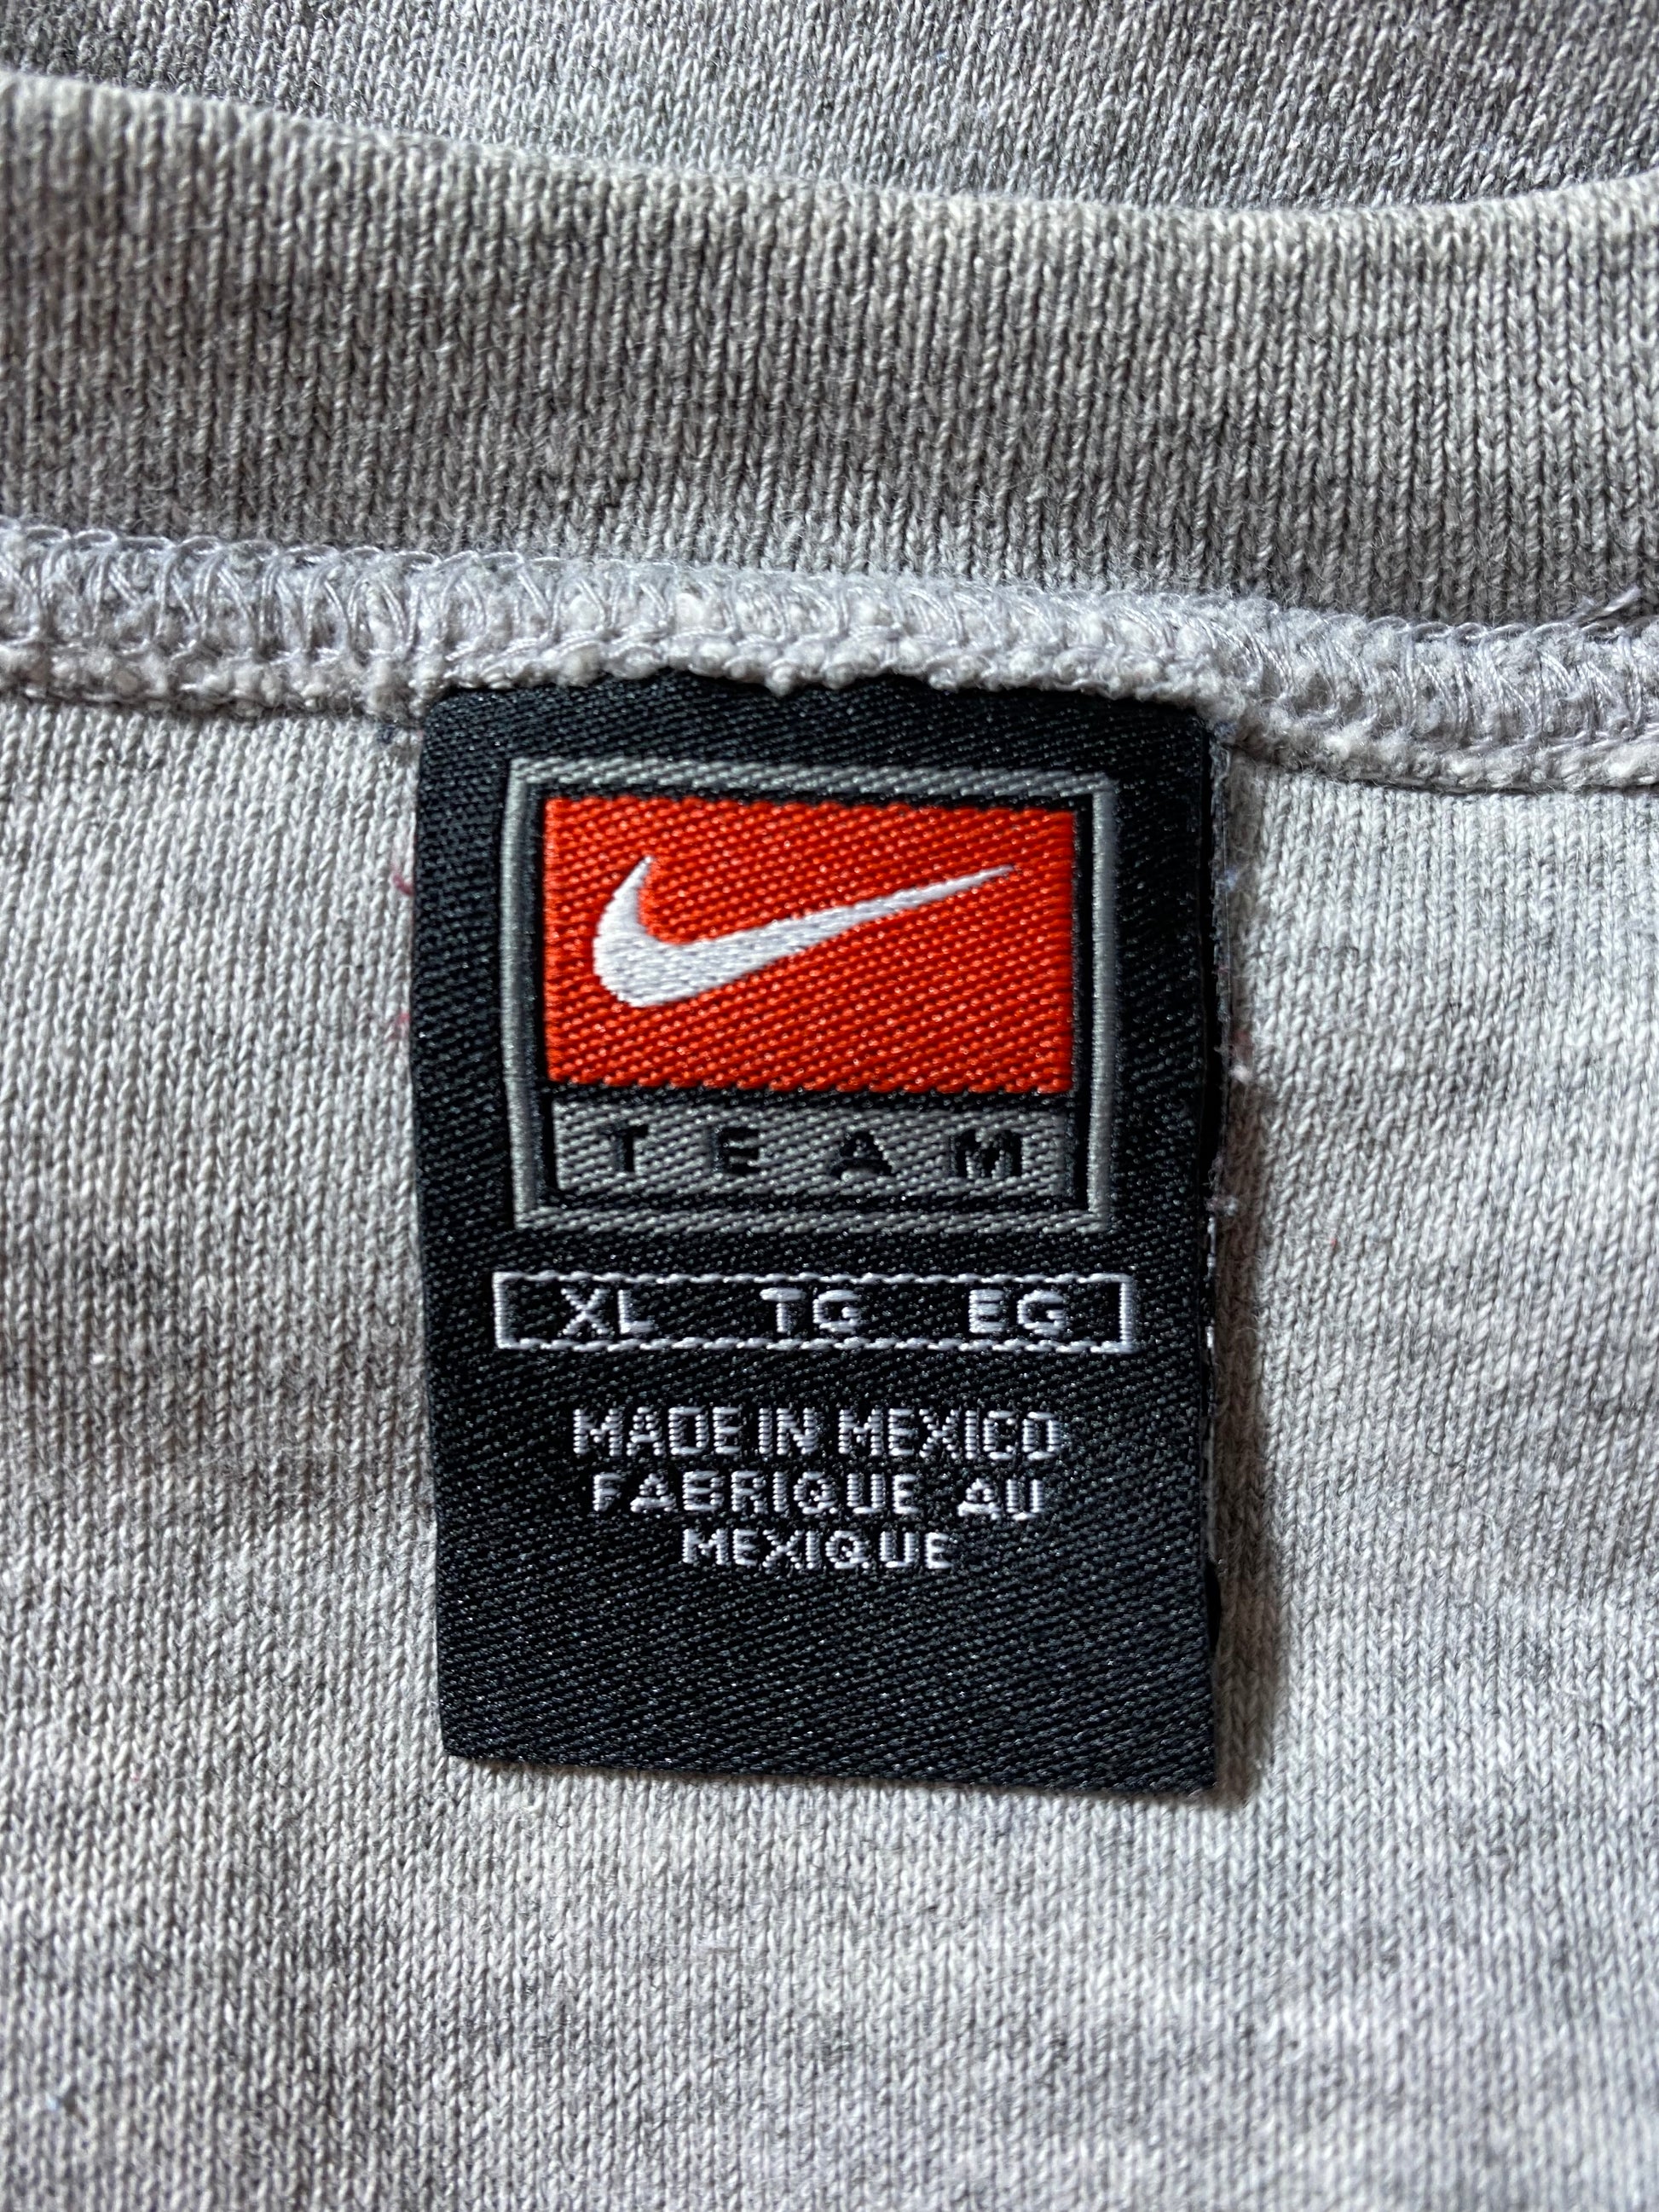 TEAM
XL TG EG
MADE IN MEXICO
FABRIQUE AU
MEXIQUE